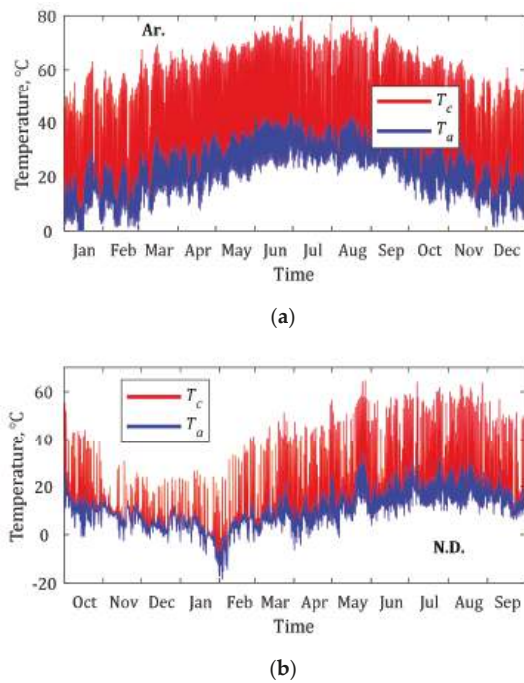 80
60
40
20
0
Temperature, °C
Ar.
T_c
T_a
Jan Feb Mar Apr May Jun Jul Aug Sep Oct Nov Dec
Time
(a)
60
40
20
0
-20
Temperature, °C
T_c
T_a
N.D.
Oct Nov Dec Jan Feb Mar Apr May Jun Jul Aug Sep
Time
(b)